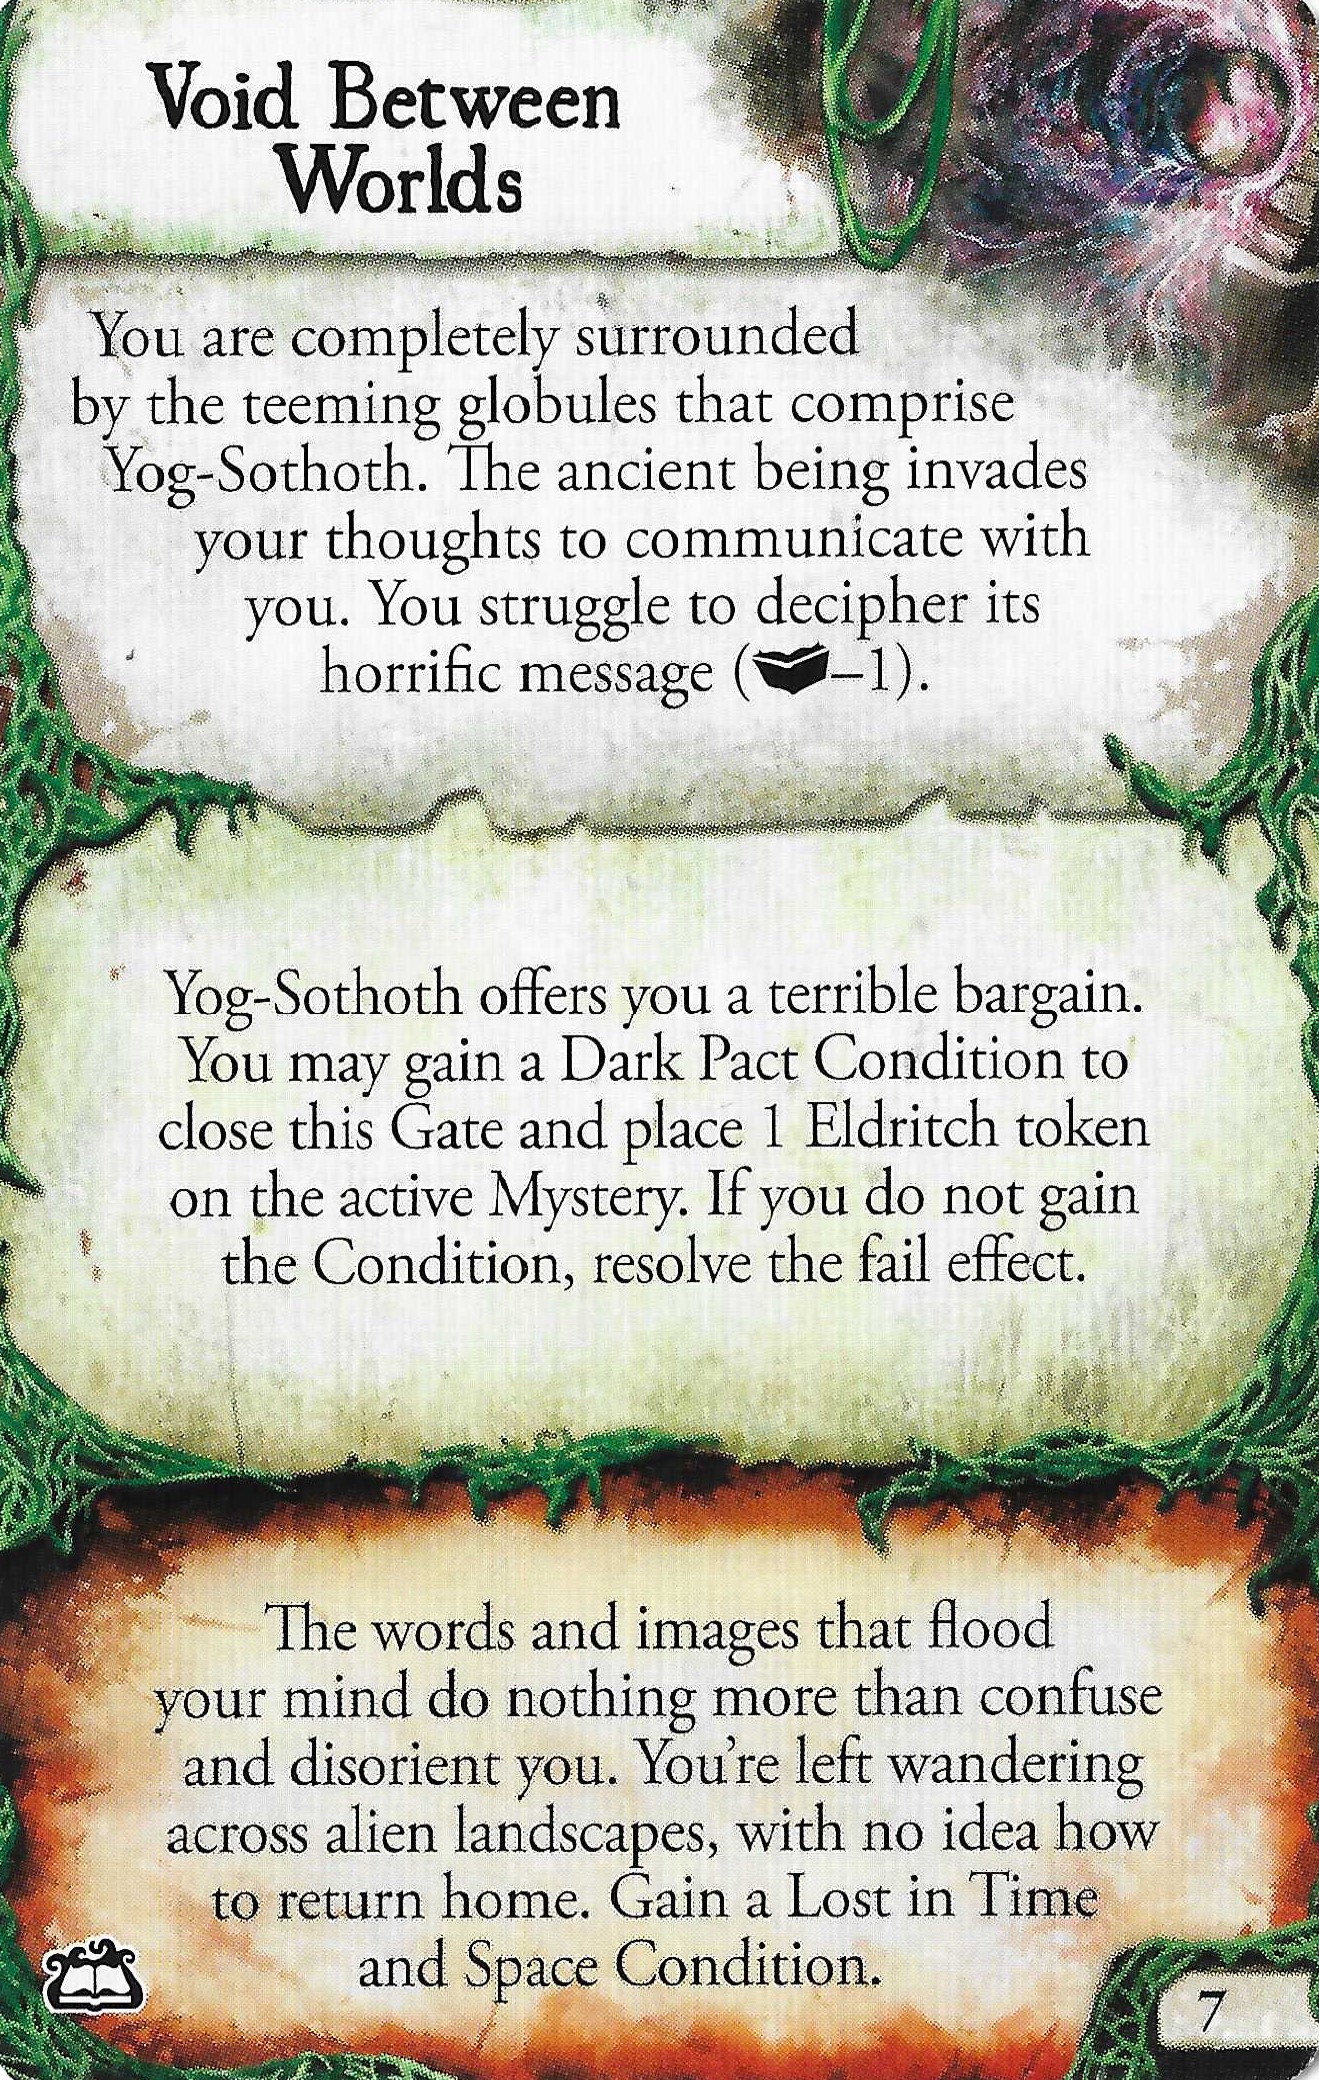 Void Between
Worlds
You are completely surrounded
by the teeming globules that comprise
Yog-Sothoth. The ancient being invades
your thoughts to communicate with
you. You struggle to decipher its
horrific message (–1).
Yog-Sothoth offers you a terrible bargain.
You may gain a Dark Pact Condition to
close this Gate and place 1 Eldritch token
on the active Mystery. If you do not gain
the Condition, resolve the fail effect.
The words and images that flood
your mind do nothing more than confuse
and disorient you. You're left wandering
across alien landscapes, with no idea how
to return home. Gain a Lost in Time
and Space Condition.
7